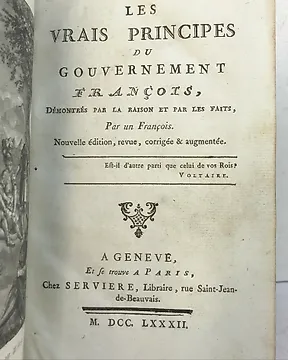 LES
VRAIS PRINCIPES
DU
GOUVERNEMENT
FRANÇOIS,
DÉMONTRÉS PAR LA RAISON ET PAR LES FAITS,
Par un François.
Nouvelle édition, revue, corrigée & augmentée.
Est-il d'autre parti que celui de vos Rois?
VOLTAIRE.
A GENEVE,
Et se trouve A PARIS,
Chez SERVIERE, Libraire, rue Saint-Jean-
de-Beauvais.
M. DCC. LXXXII.